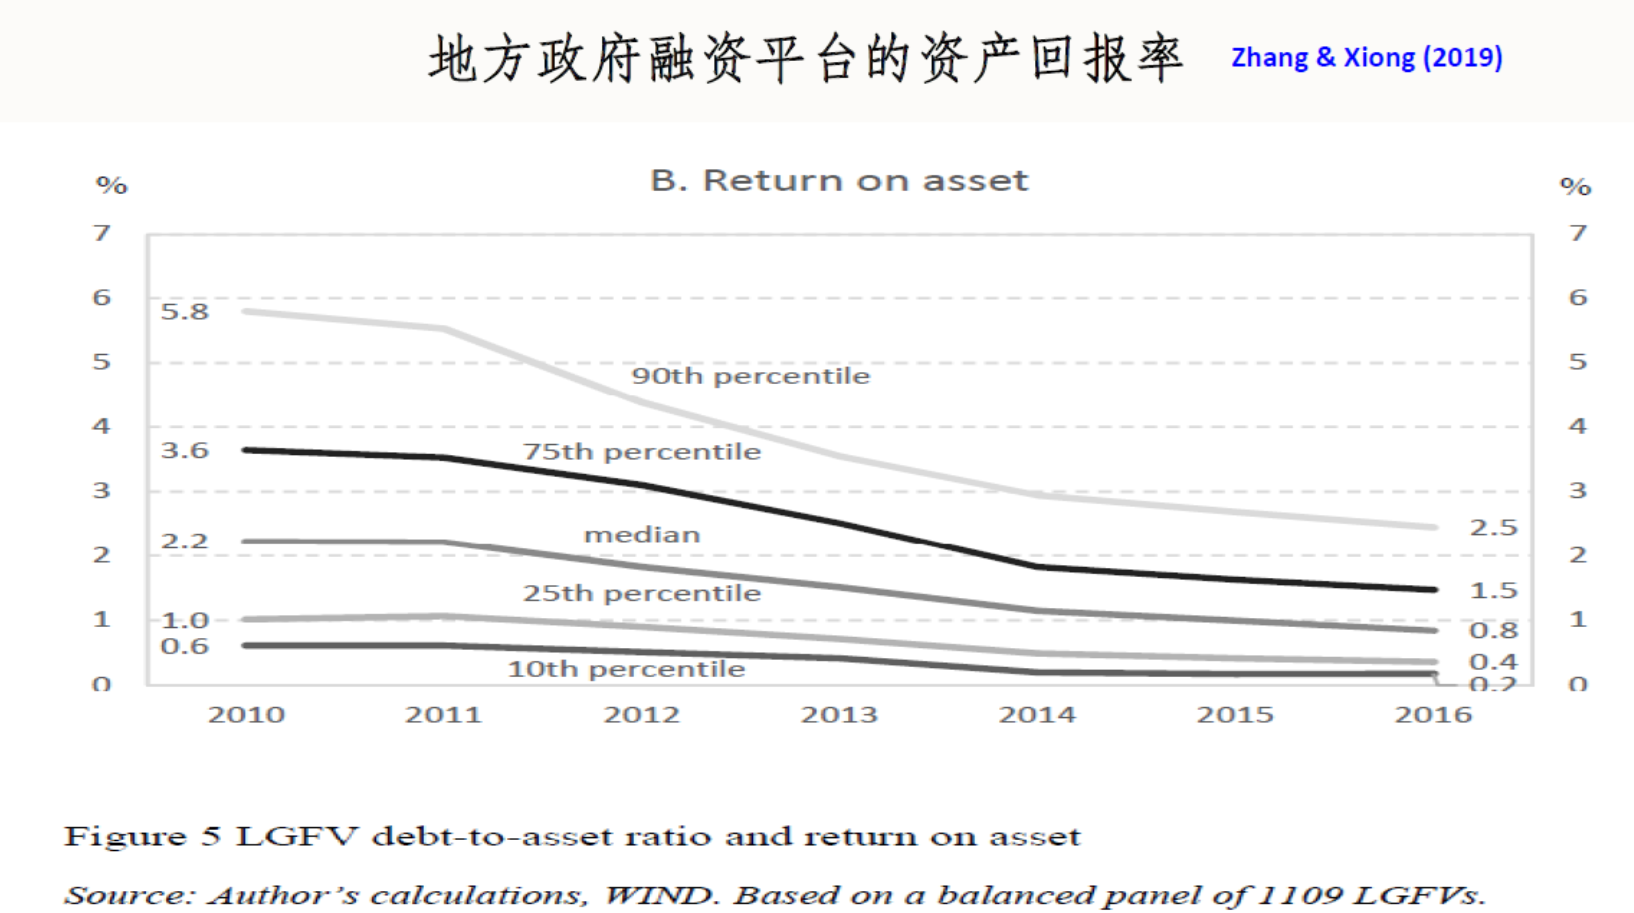 地方政府融资平台的资产回报率 Zhang & Xiong (2019)
% B. Return on asset %
7 7
6 6
5.8
5 5
90th percentile
4 4
3.6 75th percentile
3 3
2.5
median
2.2
2 2
25th percentile 1.5
1 1.0 1
0.8
0.6 0.4
10th percentile
0 0.2 0
2010 2011 2012 2013 2014 2015 2016
Figure 5 LGFV debt-to-asset ratio and return on asset
Source: Author's calculations, WIND. Based on a balanced panel of 1109 LGFVs.